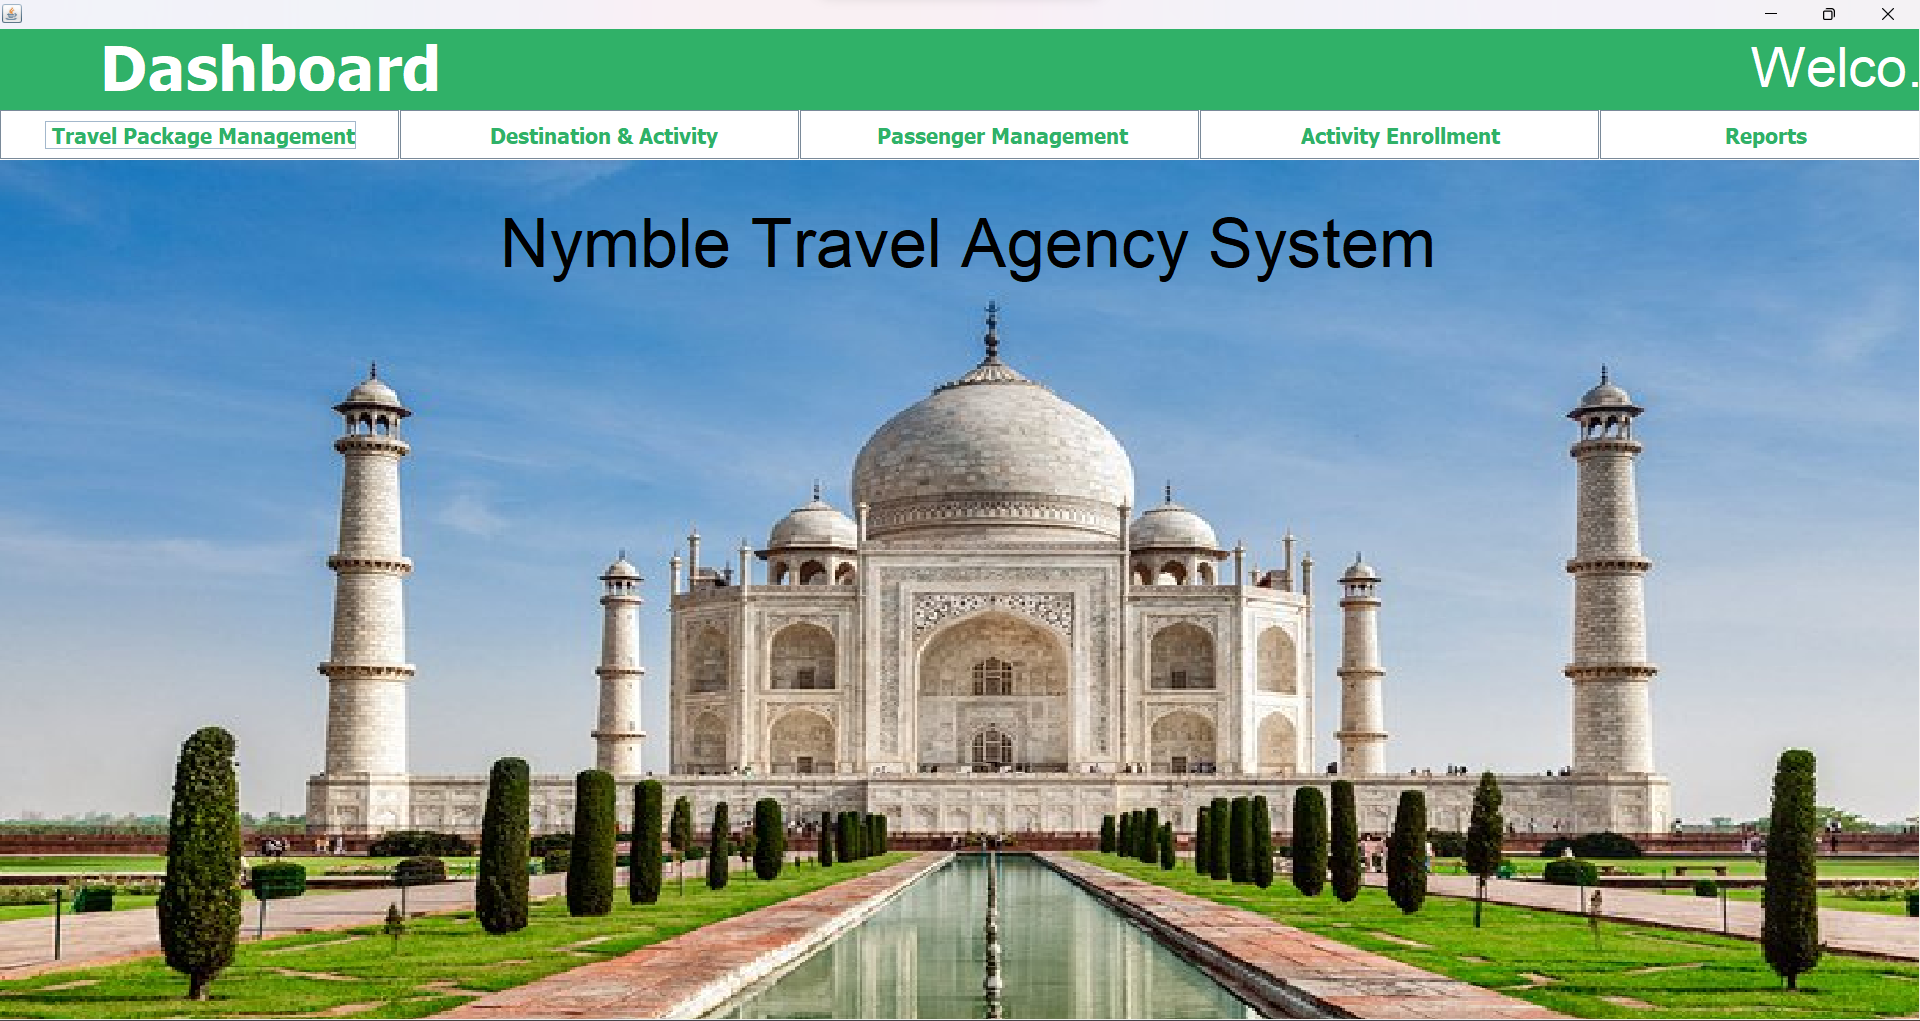 Dashboard
Welco.
Travel Package Management
Destination & Activity
Passenger Management
Activity Enrollment
Reports
Nymble Travel Agency System